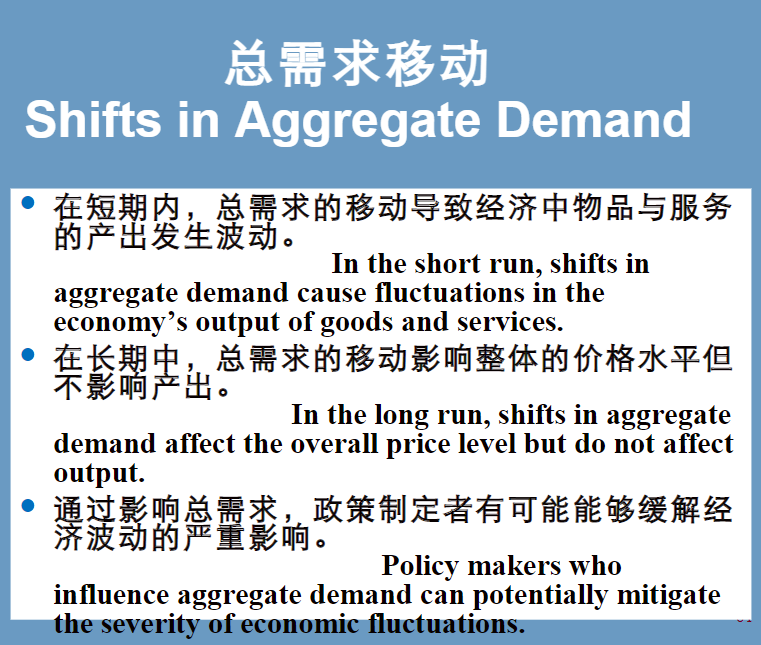 总需求移动
Shifts in Aggregate Demand
在短期内，总需求的移动导致经济中物品与服务
的产出发生波动。
In the short run, shifts in
aggregate demand cause fluctuations in the
economy’s output of goods and services.
在长期中，总需求的移动影响整体的价格水平但
不影响产出。
In the long run, shifts in aggregate
demand affect the overall price level but do not affect
output.
通过影响总需求，政策制定者有可能能够缓解经
济波动的严重影响。
Policy makers who
influence aggregate demand can potentially mitigate
the severity of economic fluctuations.